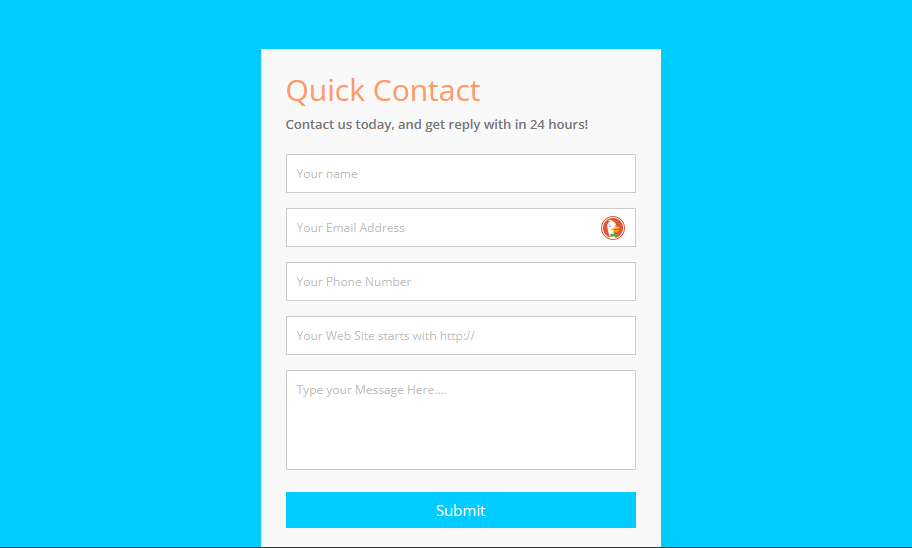 Quick Contact
Contact us today, and get reply with in 24 hours!
Your name
Your Email Address
Your Phone Number
Your Web Site starts with http://
Type your Message Here....
Submit